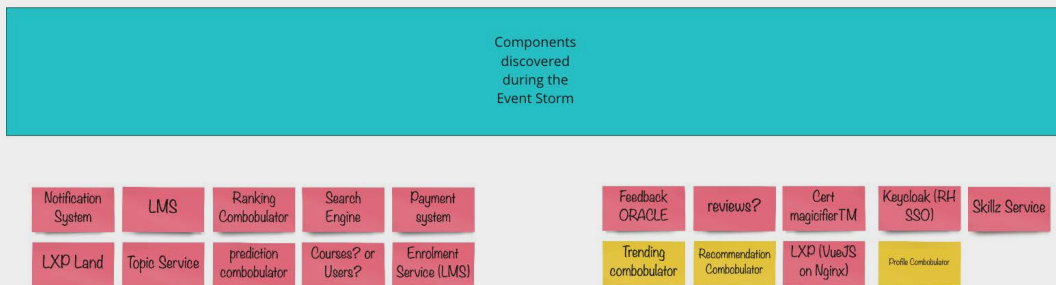 Components
discovered
during the
Event Storm
Notification
System
LMS
Ranking
Combobulator
Search
Engine
Payment
system
Feedback
ORACLE
reviews?
Cert
magicifierTM
Keycloak (RH
SSO)
Skillz Service
LXP Land
Topic Service
prediction
combobulator
Courses? or
Users?
Enrolment
Service (LMS)
Trending
combobulator
Recommendation
Combobulator
LXP (VueJS
on Nginx)
Profile Combobulator